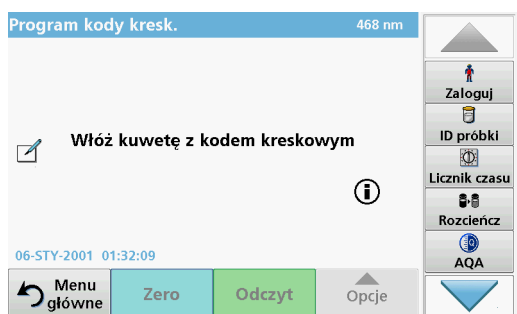 Program kody kresk. 468 nm
Zaloguj
ID próbki
Włóż kuwetę z kodem kreskowym
Licznik czasu
Rozcieńcz
06-STY-2001 01:32:09
AQA
Menu główne
Zero
Odczyt
Opcje